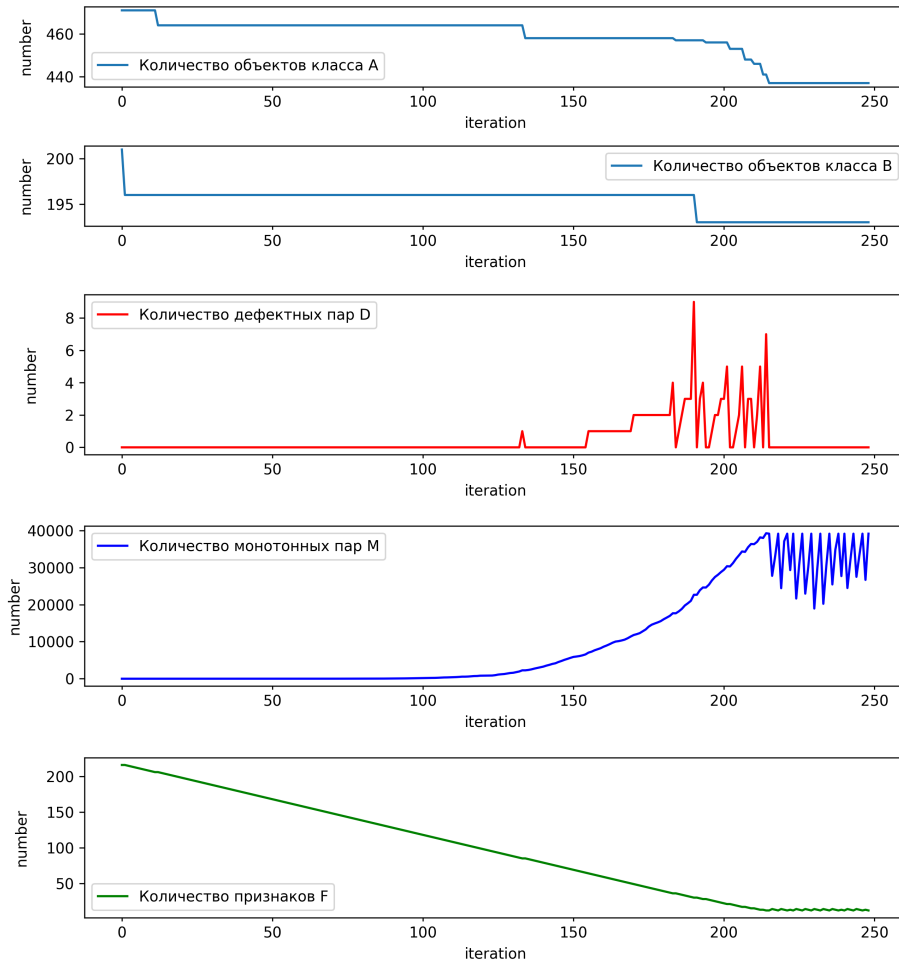 460
440
number
Количество объектов класса A
0 50 100 150 200 250
iteration
200
195
number
Количество объектов класса B
0 50 100 150 200 250
iteration
8
6
4
2
0
number
Количество дефектных пар D
0 50 100 150 200 250
iteration
40000
30000
20000
10000
0
number
Количество монотонных пар M
0 50 100 150 200 250
iteration
200
150
100
50
number
Количество признаков F
0 50 100 150 200 250
iteration